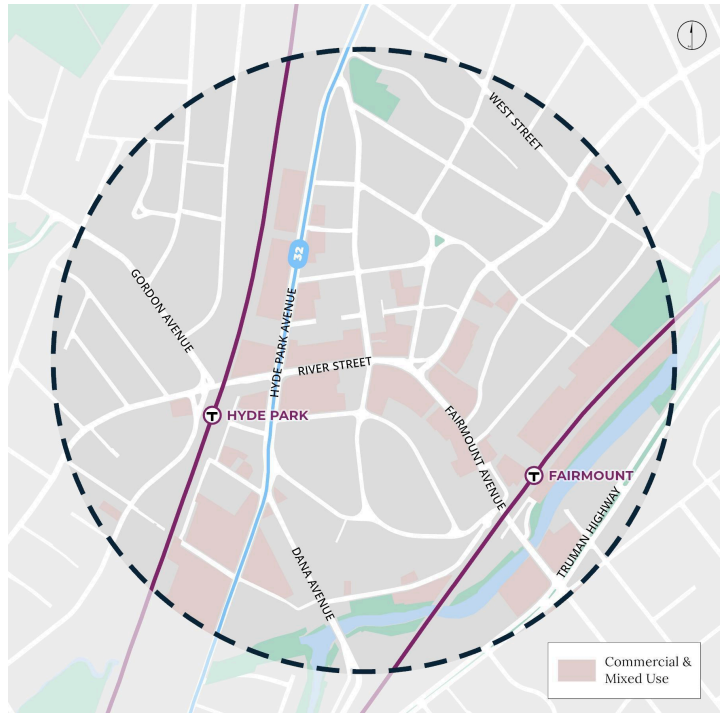 WEST STREET
32
GORDON AVENUE
HYDE PARK AVENUE
RIVER STREET
T HYDE PARK
FAIRMOUNT AVENUE
T FAIRMOUNT
TRUMAN HIGHWAY
DANA AVENUE
Commercial &
Mixed Use